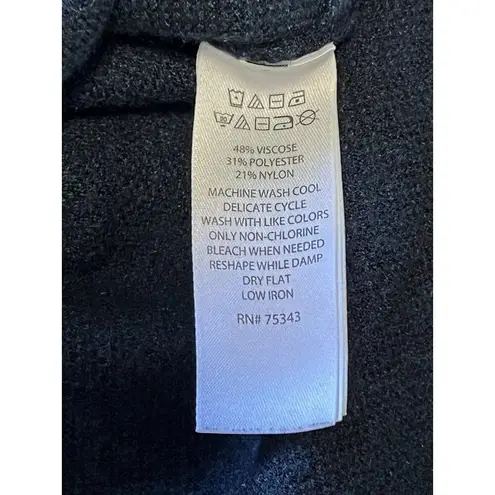 48% VISCOSE
31% POLYESTER
21% NYLON
MACHINE WASH COOL
DELICATE CYCLE
WASH WITH LIKE COLORS
ONLY NON-CHLORINE
BLEACH WHEN NEEDED
RESHAPE WHILE DAMP
DRY FLAT
LOW IRON
RN# 75343